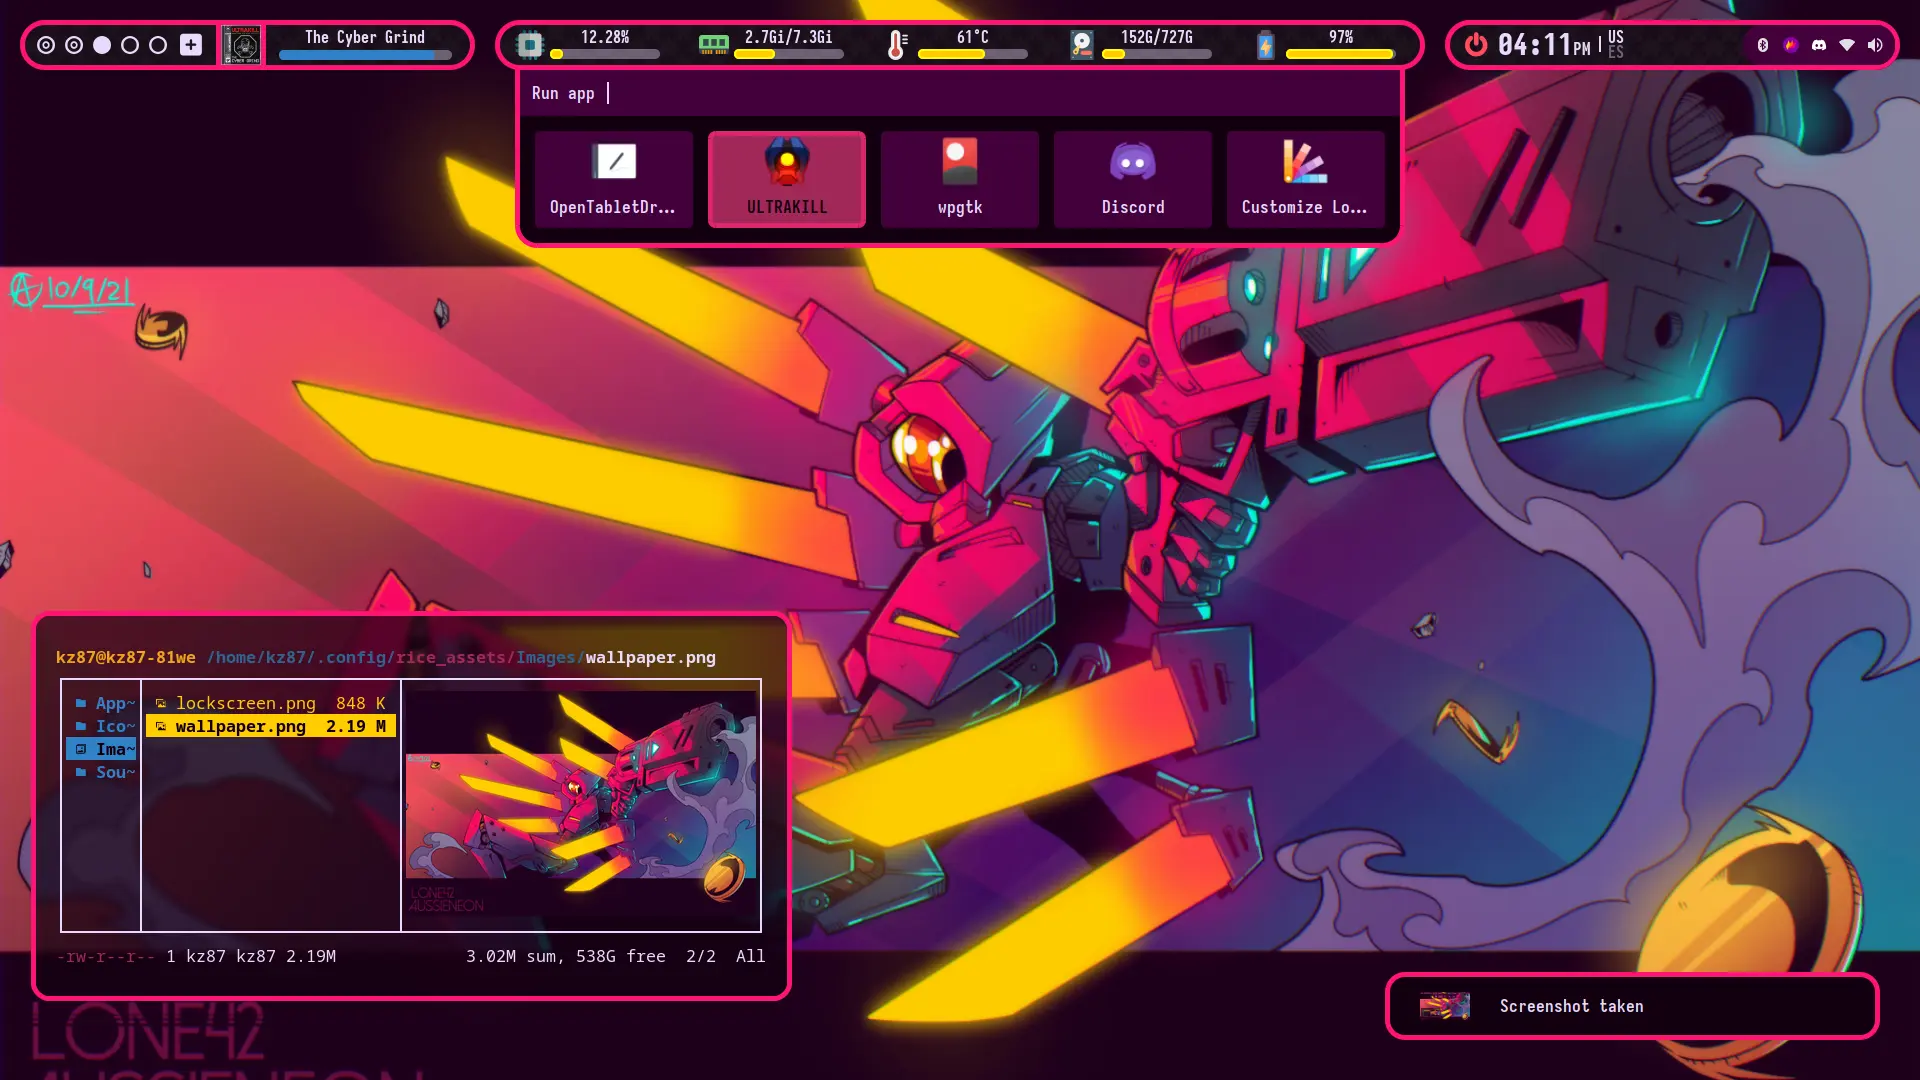 The Cyber Grind
12.28%
2.7Gi/7.3Gi
61°C
152G/727G
97%
04:11PM
US
ES
Run app
OpenTabletDr...
ULTRAKILL
wpgtk
Discord
Customize Lo...
10/9/21
kz87@kz87-81we /home/kz87/.config/rice_assets/Images/wallpaper.png
App~
Ico~
Ima~
Sou~
lockscreen.png 848 K
wallpaper.png 2.19 M
LONE42
AUSSIENEON
-rw-r--r-- 1 kz87 kz87 2.19M
3.02M sum, 538G free 2/2 All
Screenshot taken
LONE42
AUSSIENEON